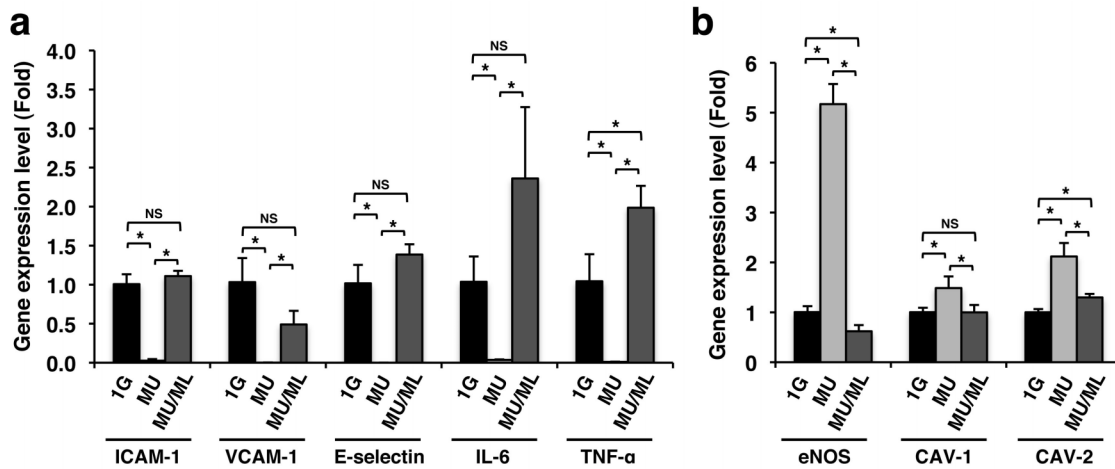 a
Gene expression level (Fold)
4.0
3.5
3.0
2.5
2.0
1.5
1.0
0.5
0.0
NS
*
*
NS
*
*
NS
*
*
NS
*
*
*
*
*
1G MU MU/ML 1G MU MU/ML 1G MU MU/ML 1G MU MU/ML 1G MU MU/ML
ICAM-1 VCAM-1 E-selectin IL-6 TNF-α
b
Gene expression level (Fold)
6
5
4
3
2
1
0
*
*
*
NS
*
*
*
*
*
1G MU MU/ML 1G MU MU/ML 1G MU MU/ML
eNOS CAV-1 CAV-2